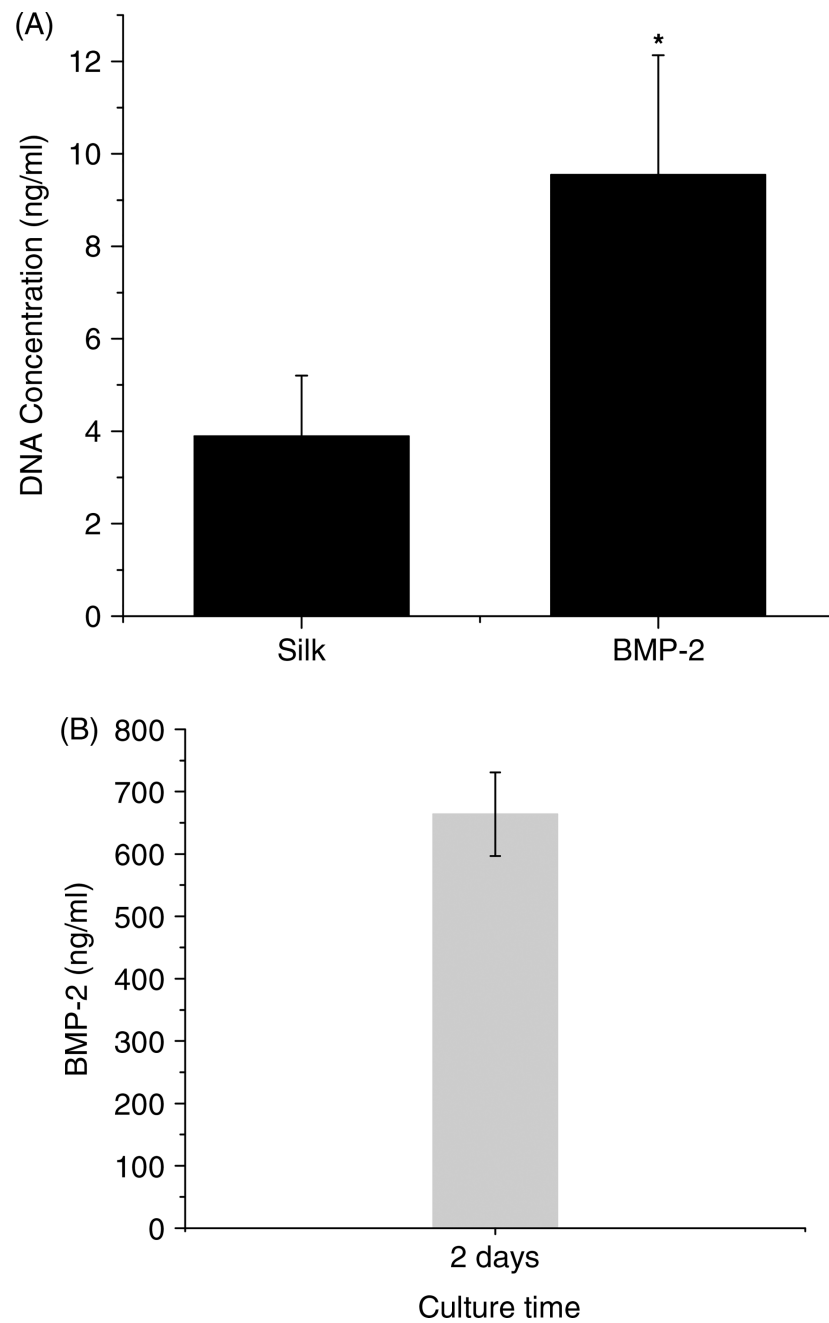 (A)
DNA Concentration (ng/ml)
12
10
8
6
4
2
0
*
Silk
BMP-2
(B)
BMP-2 (ng/ml)
800
700
600
500
400
300
200
100
0
2 days
Culture time